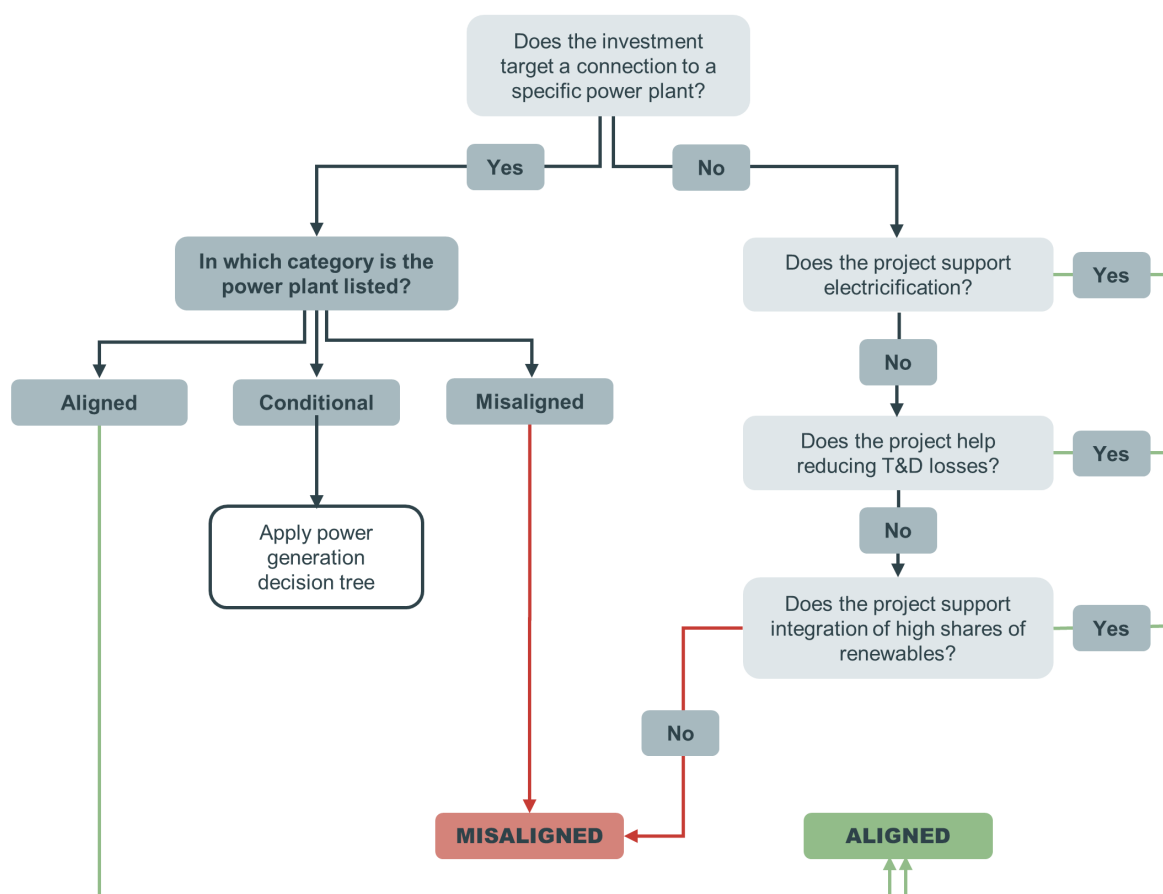 Does the investment
target a connection to a
specific power plant?
Yes
No
In which category is the
power plant listed?
Does the project support
electricification?
Yes
No
Aligned
Conditional
Misaligned
Does the project help
reducing T&D losses?
Yes
No
Apply power
generation
decision tree
Does the project support
integration of high shares of
renewables?
Yes
No
MISALIGNED
ALIGNED